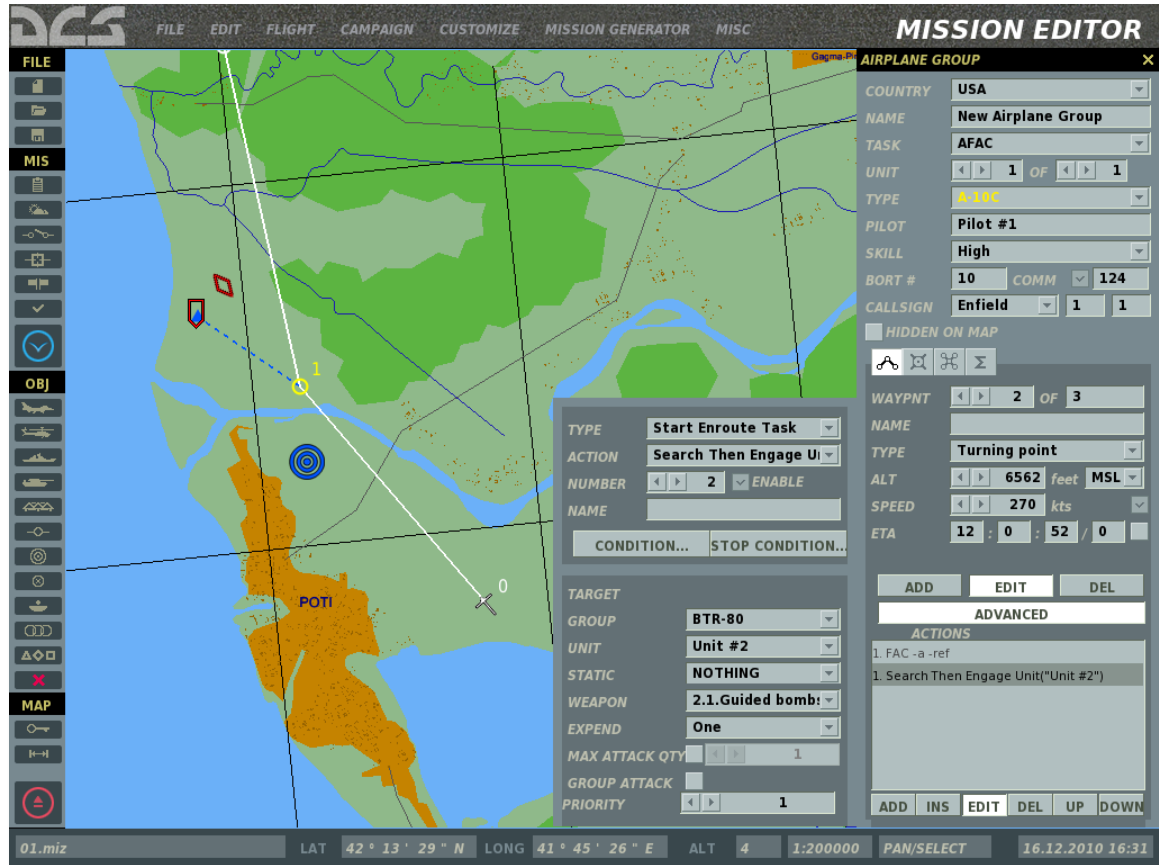 DCS FILE EDIT FLIGHT CAMPAIGN CUSTOMIZE MISSION GENERATOR MISC MISSION EDITOR
FILE
MIS
OBJ
MAP
1
0
POTI
AIRPLANE GROUP
COUNTRY USA
NAME New Airplane Group
TASK AFAC
UNIT 1 OF 1
TYPE A-10C
PILOT Pilot #1
SKILL High
BORT # 10 COMM 124
CALLSIGN Enfield 1 1
HIDDEN ON MAP
Σ
WAYPNT 2 OF 3
NAME
TYPE Turning point
ALT 6562 feet MSL
SPEED 270 kts
ETA 12 : 0 : 52 / 0
ADD EDIT DEL
ADVANCED
ACTIONS
1. FAC -a -ref
1. Search Then Engage Unit("Unit #2")
ADD INS EDIT DEL UP DOWN
TYPE Start Enroute Task
ACTION Search Then Engage
NUMBER 2 ENABLE
NAME
CONDITION... STOP CONDITION...
TARGET
GROUP BTR-80
UNIT Unit #2
STATIC NOTHING
WEAPON 2.1.Guided bombs
EXPEND One
MAX ATTACK QTY 1
GROUP ATTACK
PRIORITY 1
01.miz LAT 42 ° 13 ' 29 " N LONG 41 ° 45 ' 26 " E ALT 4 1:200000 PAN/SELECT 16.12.2010 16:31